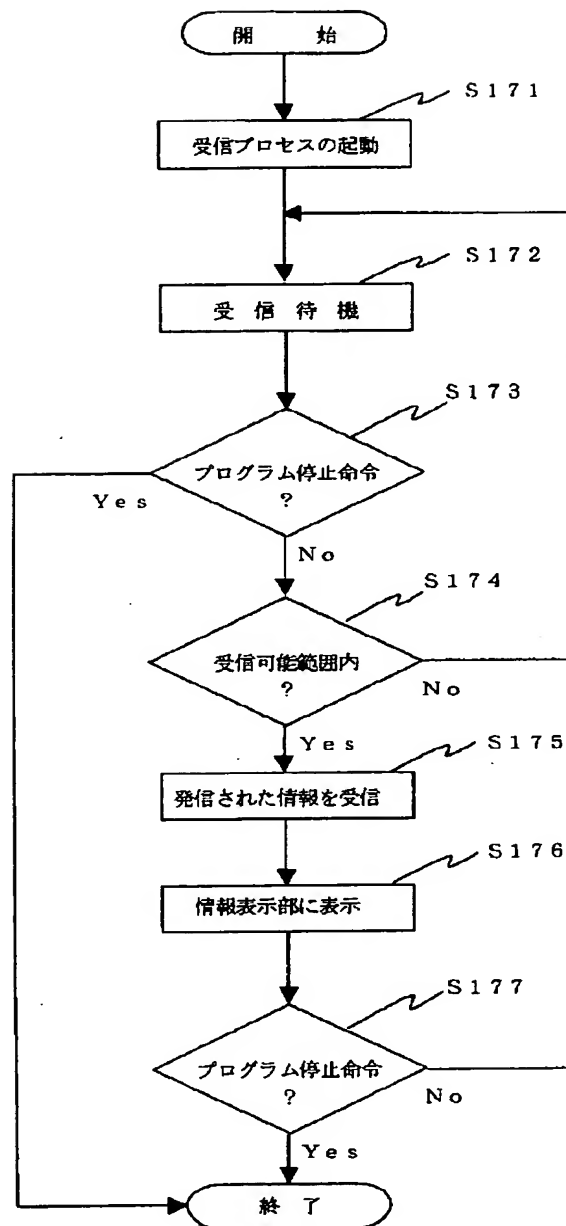 開 始
S171
受信プロセスの起動
S172
受 信 待 機
S173
プログラム停止命令
?
Yes
No
S174
受信可能範囲内
?
No
Yes
S175
発信された情報を受信
S176
情報表示部に表示
S177
プログラム停止命令
?
No
Yes
終 了